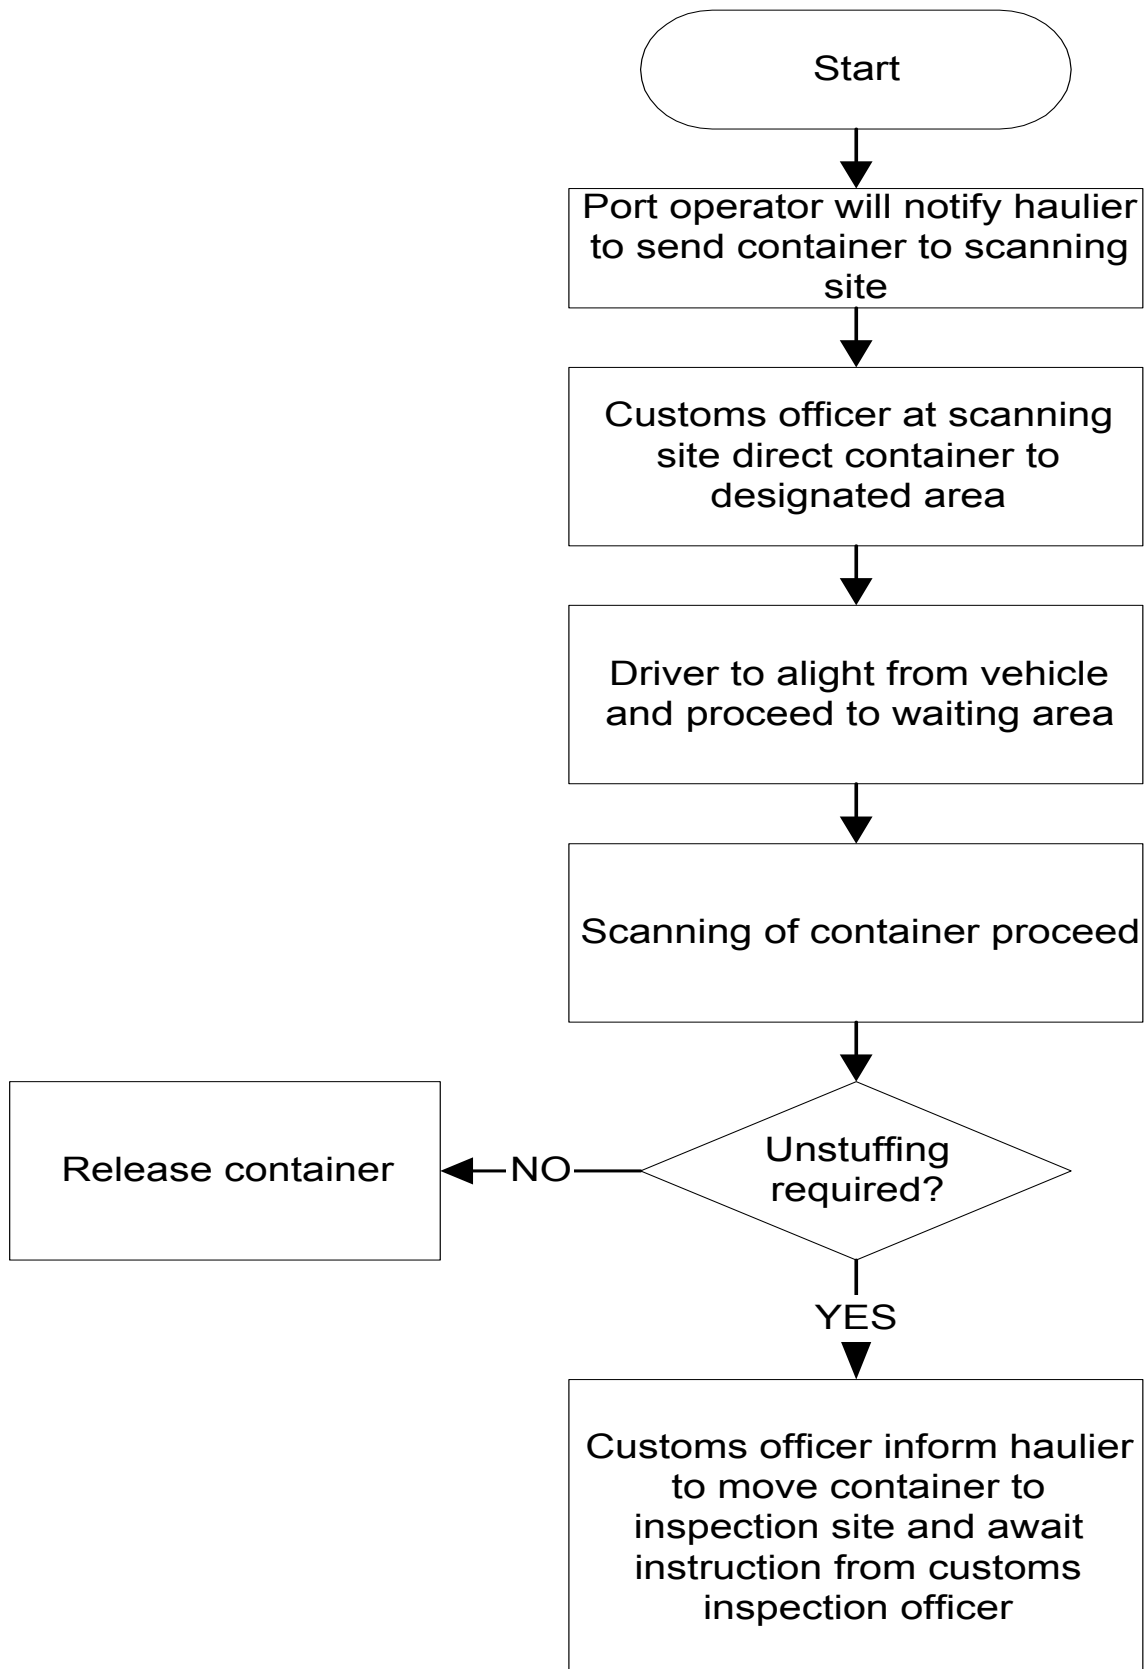 Start
Port operator will notify haulier
to send container to scanning
site
Customs officer at scanning
site direct container to
designated area
Driver to alight from vehicle
and proceed to waiting area
Scanning of container proceed
Unstuffing
required?
NO
Release container
YES
Customs officer inform haulier
to move container to
inspection site and await
instruction from customs
inspection officer